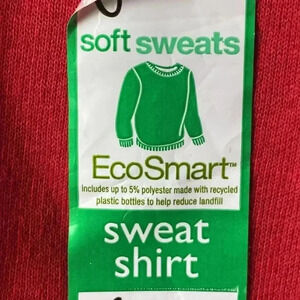 soft sweats
EcoSmart™
Includes up to 5% polyester made with recycled
plastic bottles to help reduce landfill
sweat
shirt